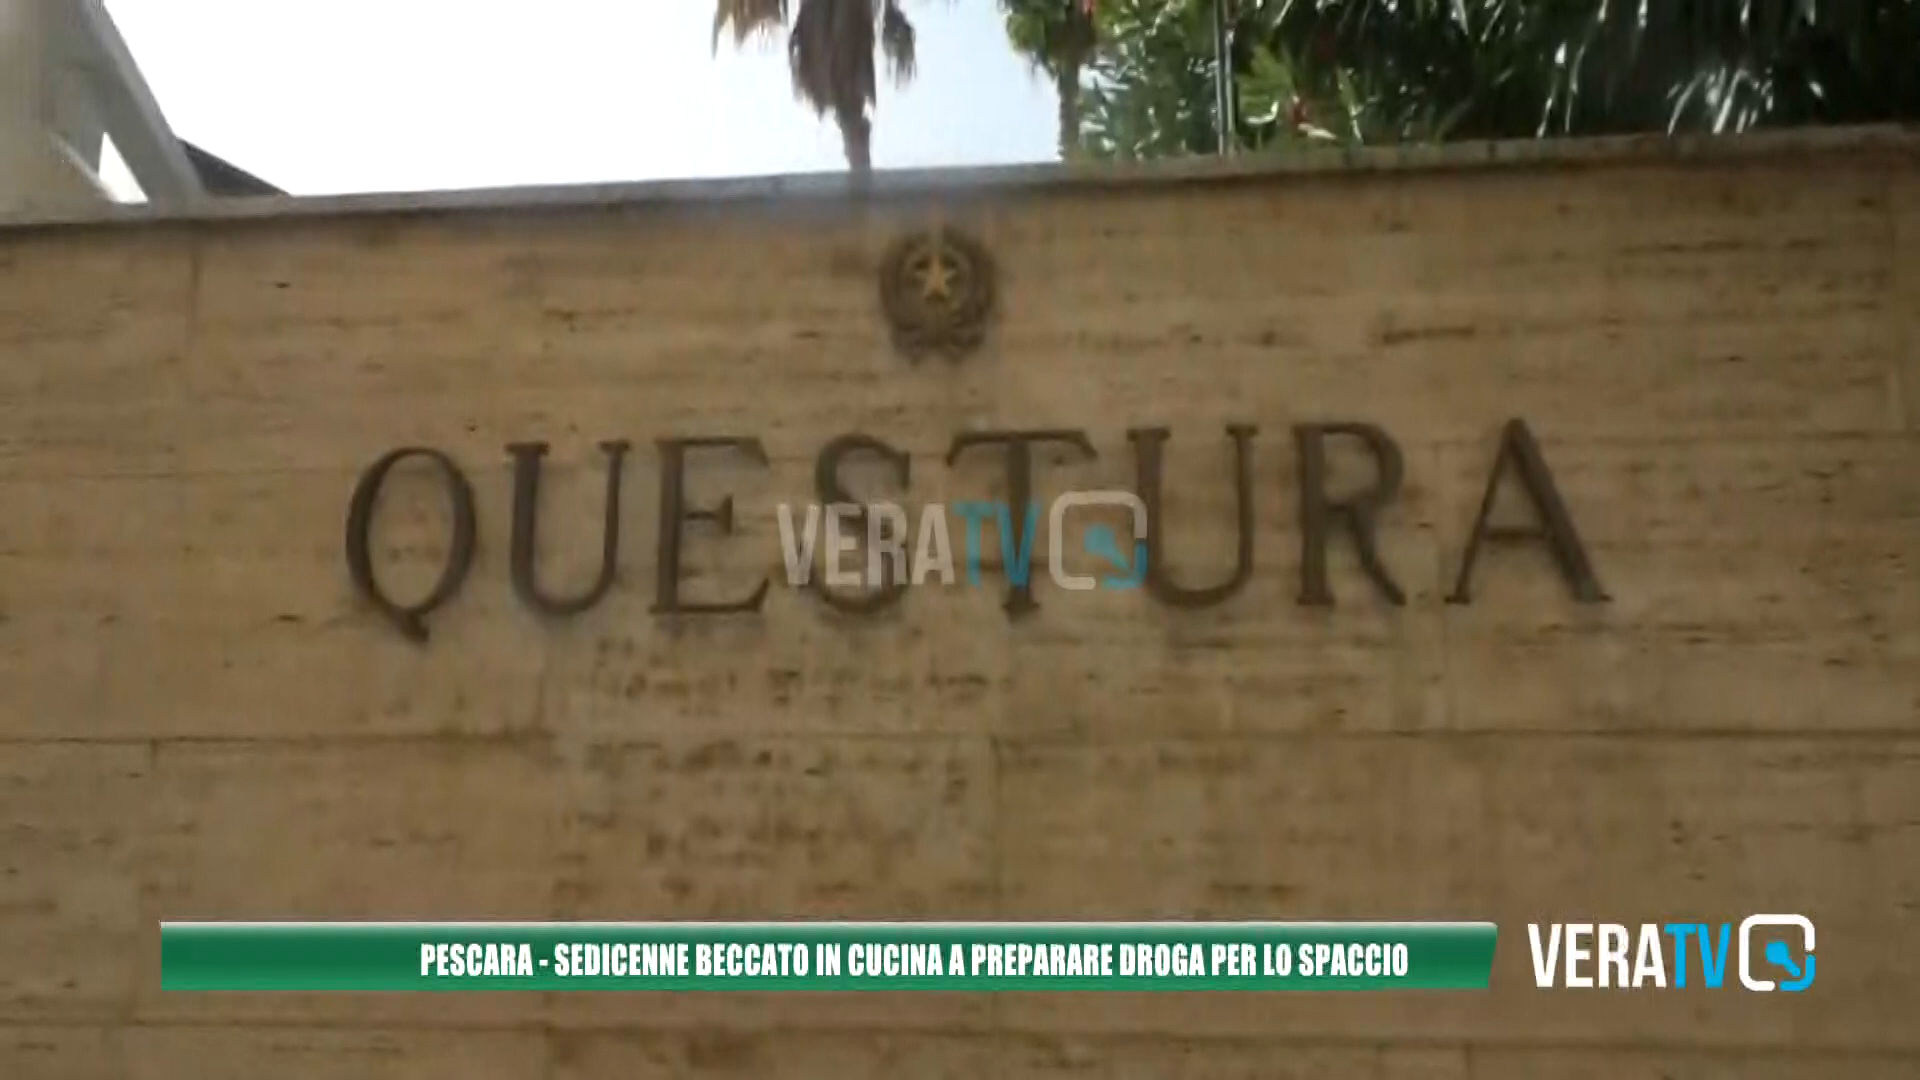 QUESTURA
VERATV
PESCARA - SEDICENNE BECCATO IN CUCINA A PREPARARE DROGA PER LO SPACCIO
VERATV